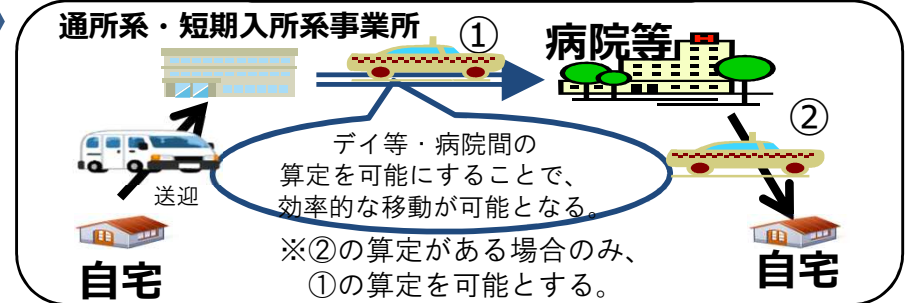 通所系・短期入所系事業所
①
病院等
H
②
デイ等・病院間の
算定を可能にすることで、
効率的な移動が可能となる。
送迎
※②の算定がある場合のみ、
①の算定を可能とする。
自宅
自宅